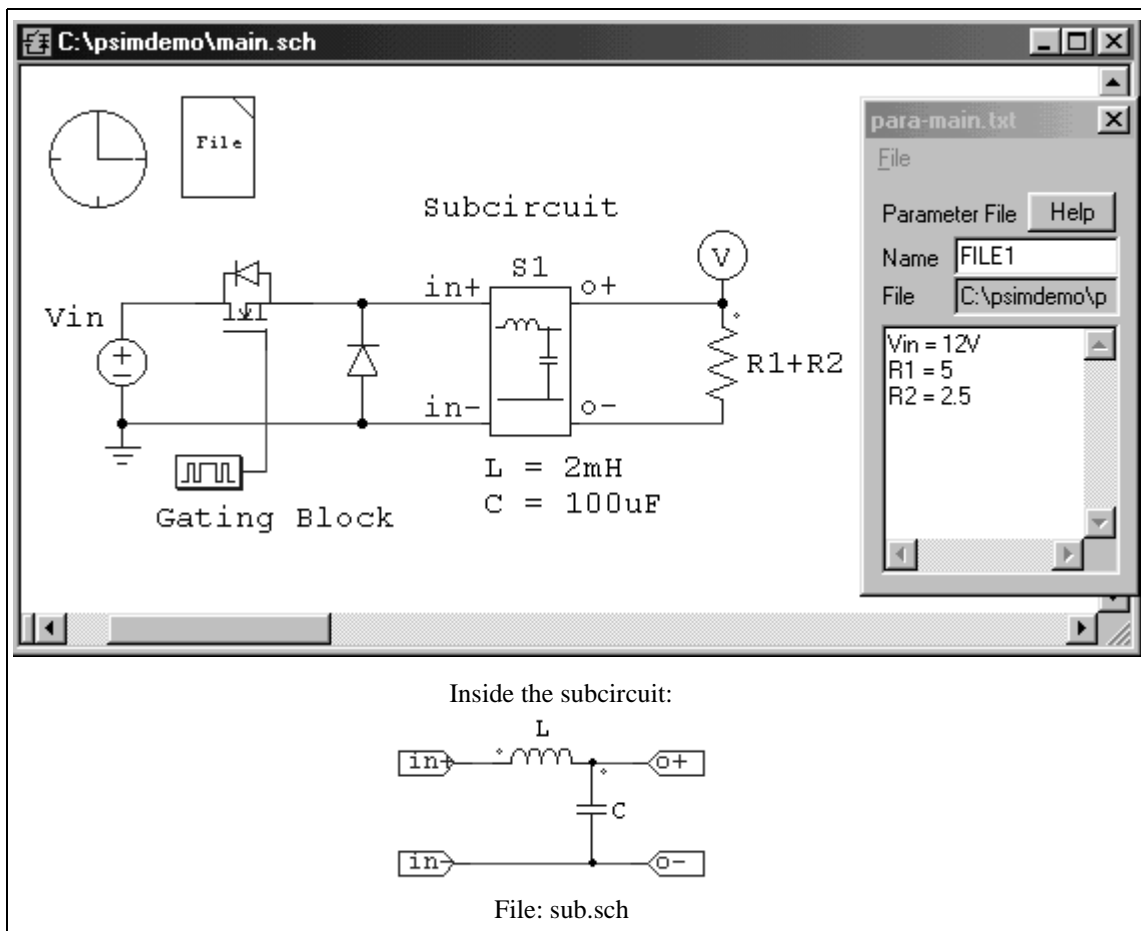 C:\psimdemo\main.sch
File
Subcircuit
S1
in+
o+
V
Vin
R1+R2
in-
o-
L = 2mH
C = 100uF
Gating Block
para-main.txt
File
Parameter File
Help
Name
FILE1
File
C:\psimdemo\p
Vin = 12V
R1 = 5
R2 = 2.5
Inside the subcircuit:
L
in+
o+
C
in-
o-
File: sub.sch